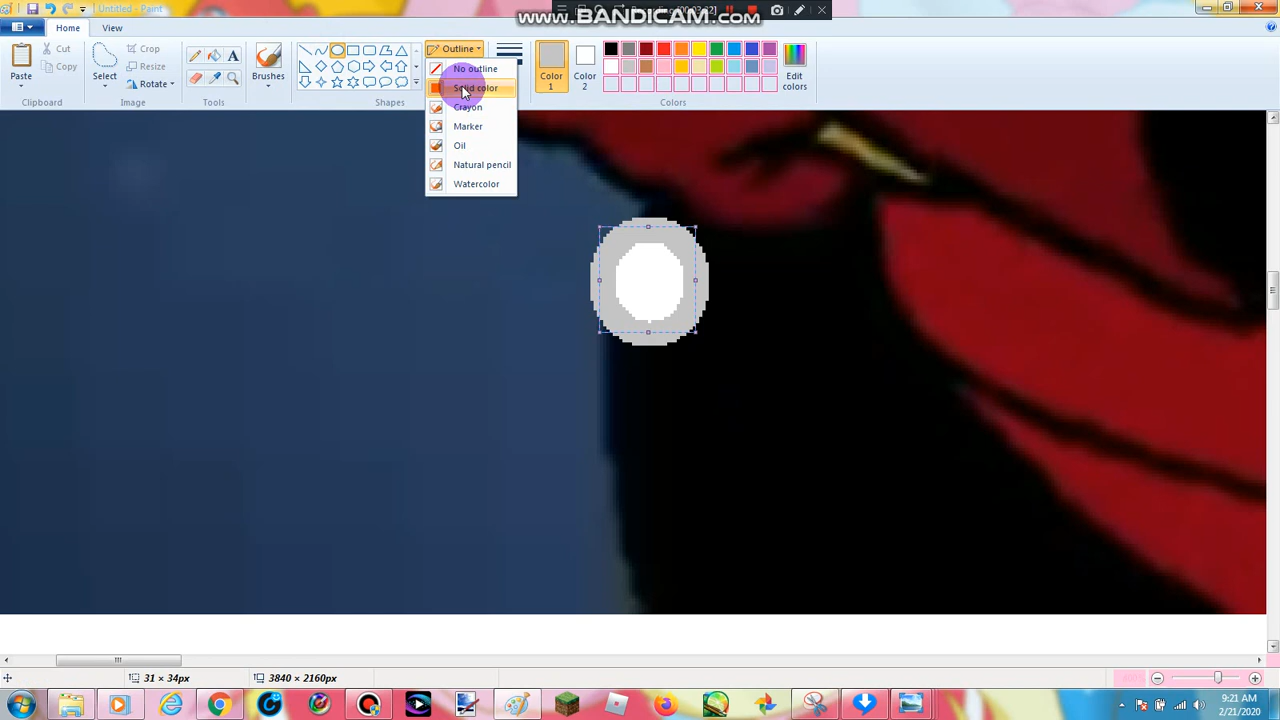 www.BANDICAM.com
Untitled - Paint
Home
View
Paste
Cut
Copy
Clipboard
Select
Crop
Resize
Rotate
Image
Tools
Brushes
Shapes
Outline
No outline
Solid color
Crayon
Marker
Oil
Natural pencil
Watercolor
Color
1
Color
2
Edit
colors
Colors
31 × 34px
3840 × 2160px
9:21 AM
2/21/2020